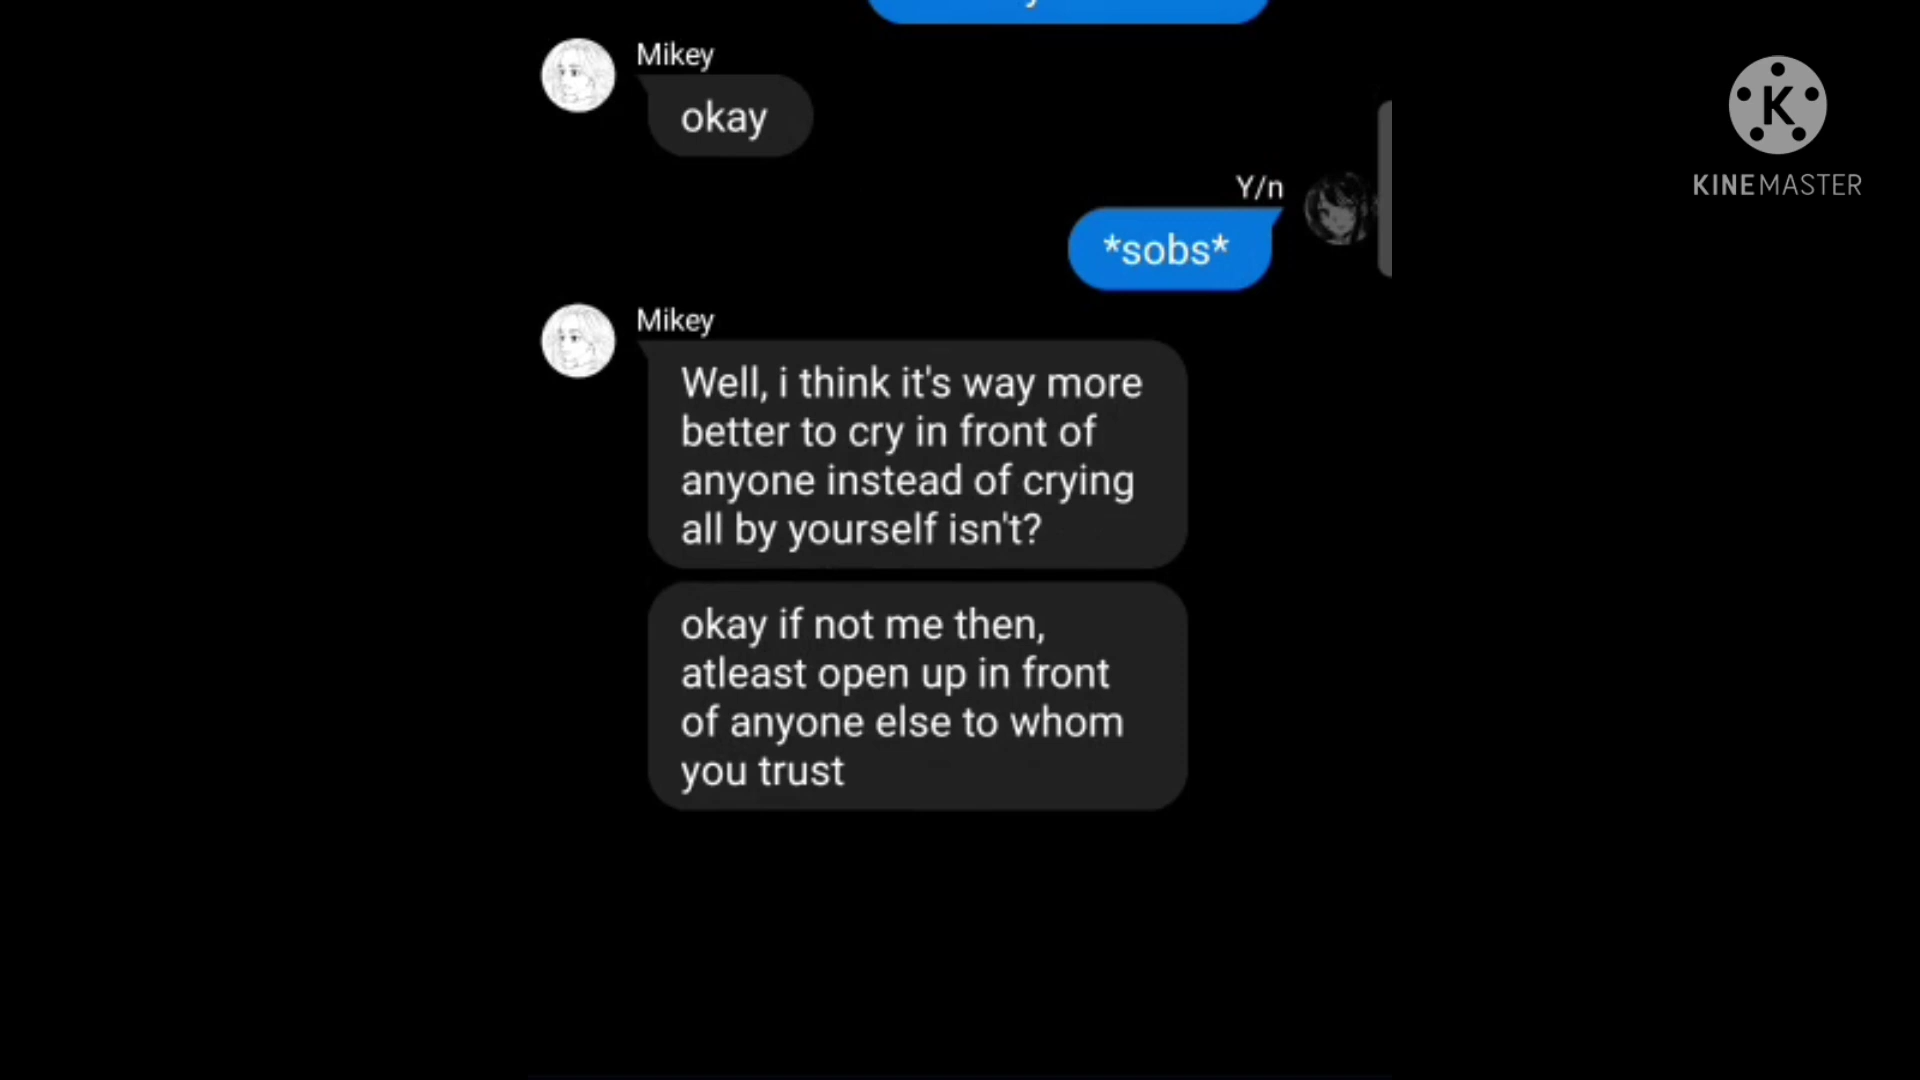 Mikey
okay
Y/n
*sobs*
Mikey
Well, i think it's way more
better to cry in front of
anyone instead of crying
all by yourself isn't?
okay if not me then,
atleast open up in front
of anyone else to whom
you trust
K
KINEMASTER